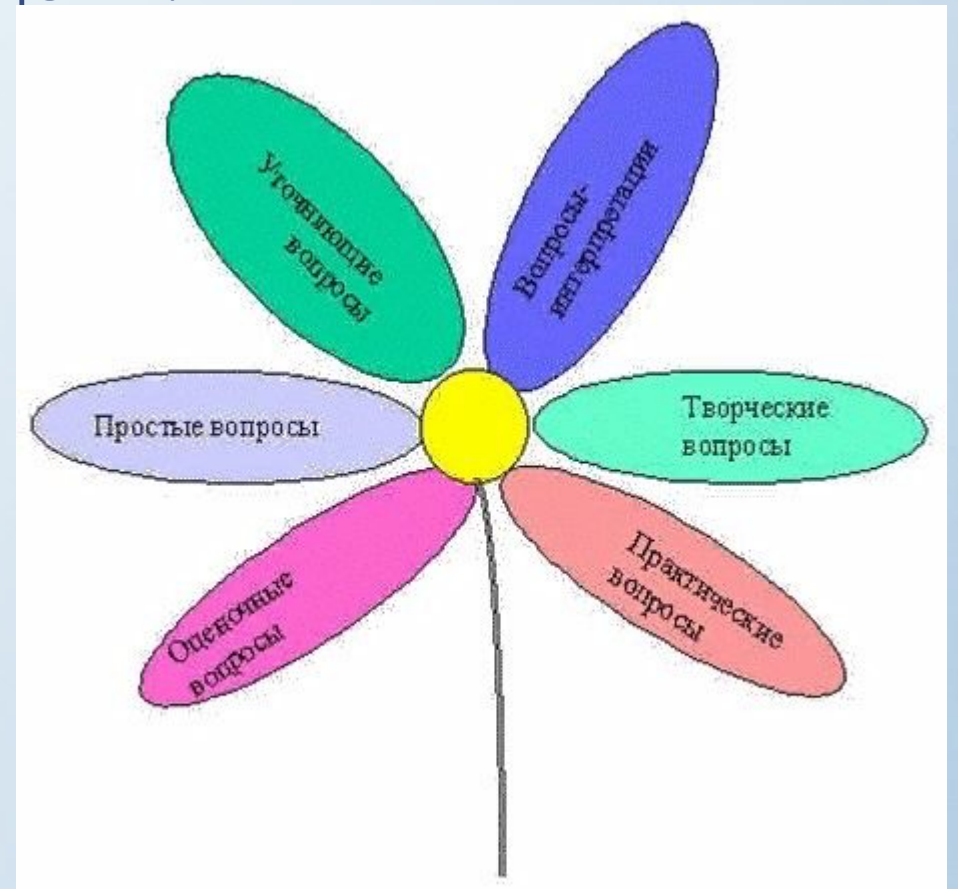 Уточняющие
вопросы
Вопросы-
интерпретации
Простые вопросы
Творческие
вопросы
Оценочные
вопросы
Практические
вопросы